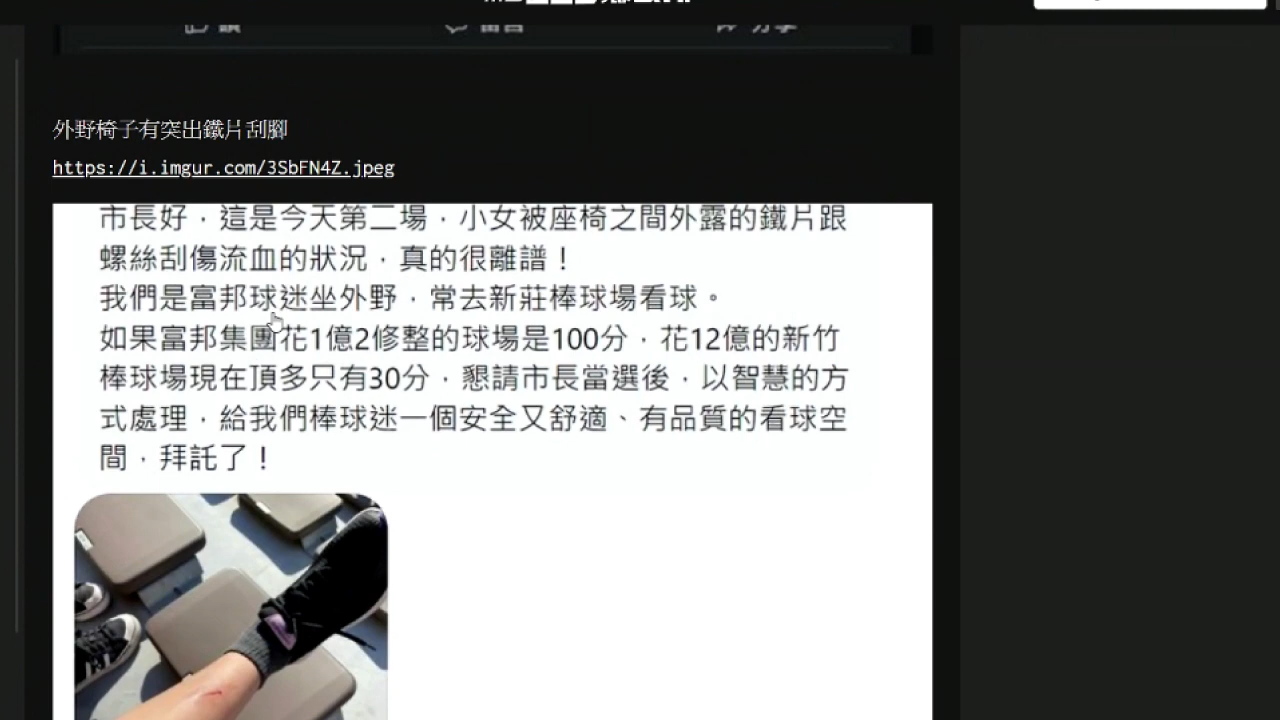 外野椅子有突出鐵片刮腳
https://i.imgur.com/3SbFN4Z.jpeg
市長好，這是今天第二場，小女被座椅之間外露的鐵片跟
螺絲刮傷流血的狀況，真的很離譜！
我們是富邦球迷坐外野，常去新莊棒球場看球。
如果富邦集團花1億2修整的球場是100分，花12億的新竹
棒球場現在頂多只有30分，懇請市長當選後，以智慧的方
式處理，給我們棒球迷一個安全又舒適、有品質的看球空
間，拜託了！